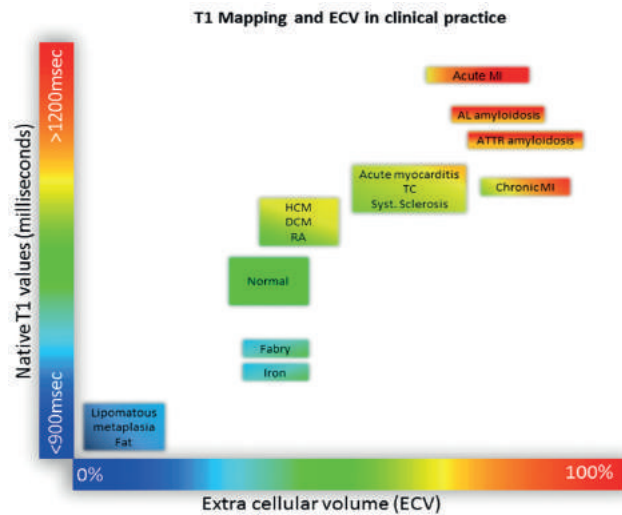 T1 Mapping and ECV in clinical practice
Native T1 values (milliseconds)
>1200msec
<900msec
Acute MI
AL amyloidosis
ATTR amyloidosis
Acute myocarditis
TC
Syst. Sclerosis
ChronicMI
HCM
DCM
RA
Normal
Fabry
Iron
Lipomatous
metaplasia
Fat
0%
100%
Extra cellular volume (ECV)